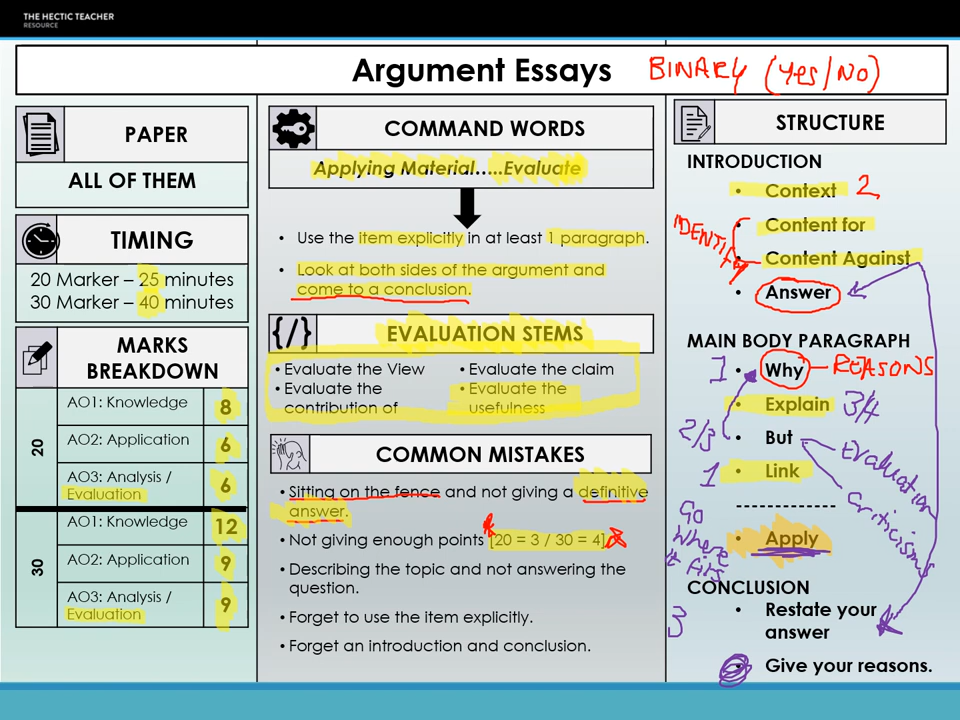 THE HECTIC TEACHER
RESOURCE
Argument Essays BINARY (Yes/No)
PAPER
ALL OF THEM
TIMING
20 Marker – 25 minutes
30 Marker – 40 minutes
MARKS
BREAKDOWN
20
AO1: Knowledge 8
AO2: Application 6
AO3: Analysis /
Evaluation 6
30
AO1: Knowledge 12
AO2: Application 9
AO3: Analysis /
Evaluation 9
COMMAND WORDS
Applying Material…..Evaluate
• Use the item explicitly in at least 1 paragraph.
• Look at both sides of the argument and
come to a conclusion.
{/} EVALUATION STEMS
• Evaluate the View
• Evaluate the
contribution of
• Evaluate the claim
• Evaluate the
usefulness
COMMON MISTAKES
• Sitting on the fence and not giving a definitive
answer.
• Not giving enough points [20 = 3 / 30 = 4]
• Describing the topic and not answering the
question.
• Forget to use the item explicitly.
• Forget an introduction and conclusion.
STRUCTURE
INTRODUCTION
• Context 2
IDENTIFY
• Content for
• Content Against
• Answer
MAIN BODY PARAGRAPH
1 • Why – REASONS
• Explain 3/4
2/3 • But – Evaluation
criticisms
1 • Link
-------------
Go
where
it fits
• Apply
CONCLUSION
3 • Restate your
answer
• Give your reasons.